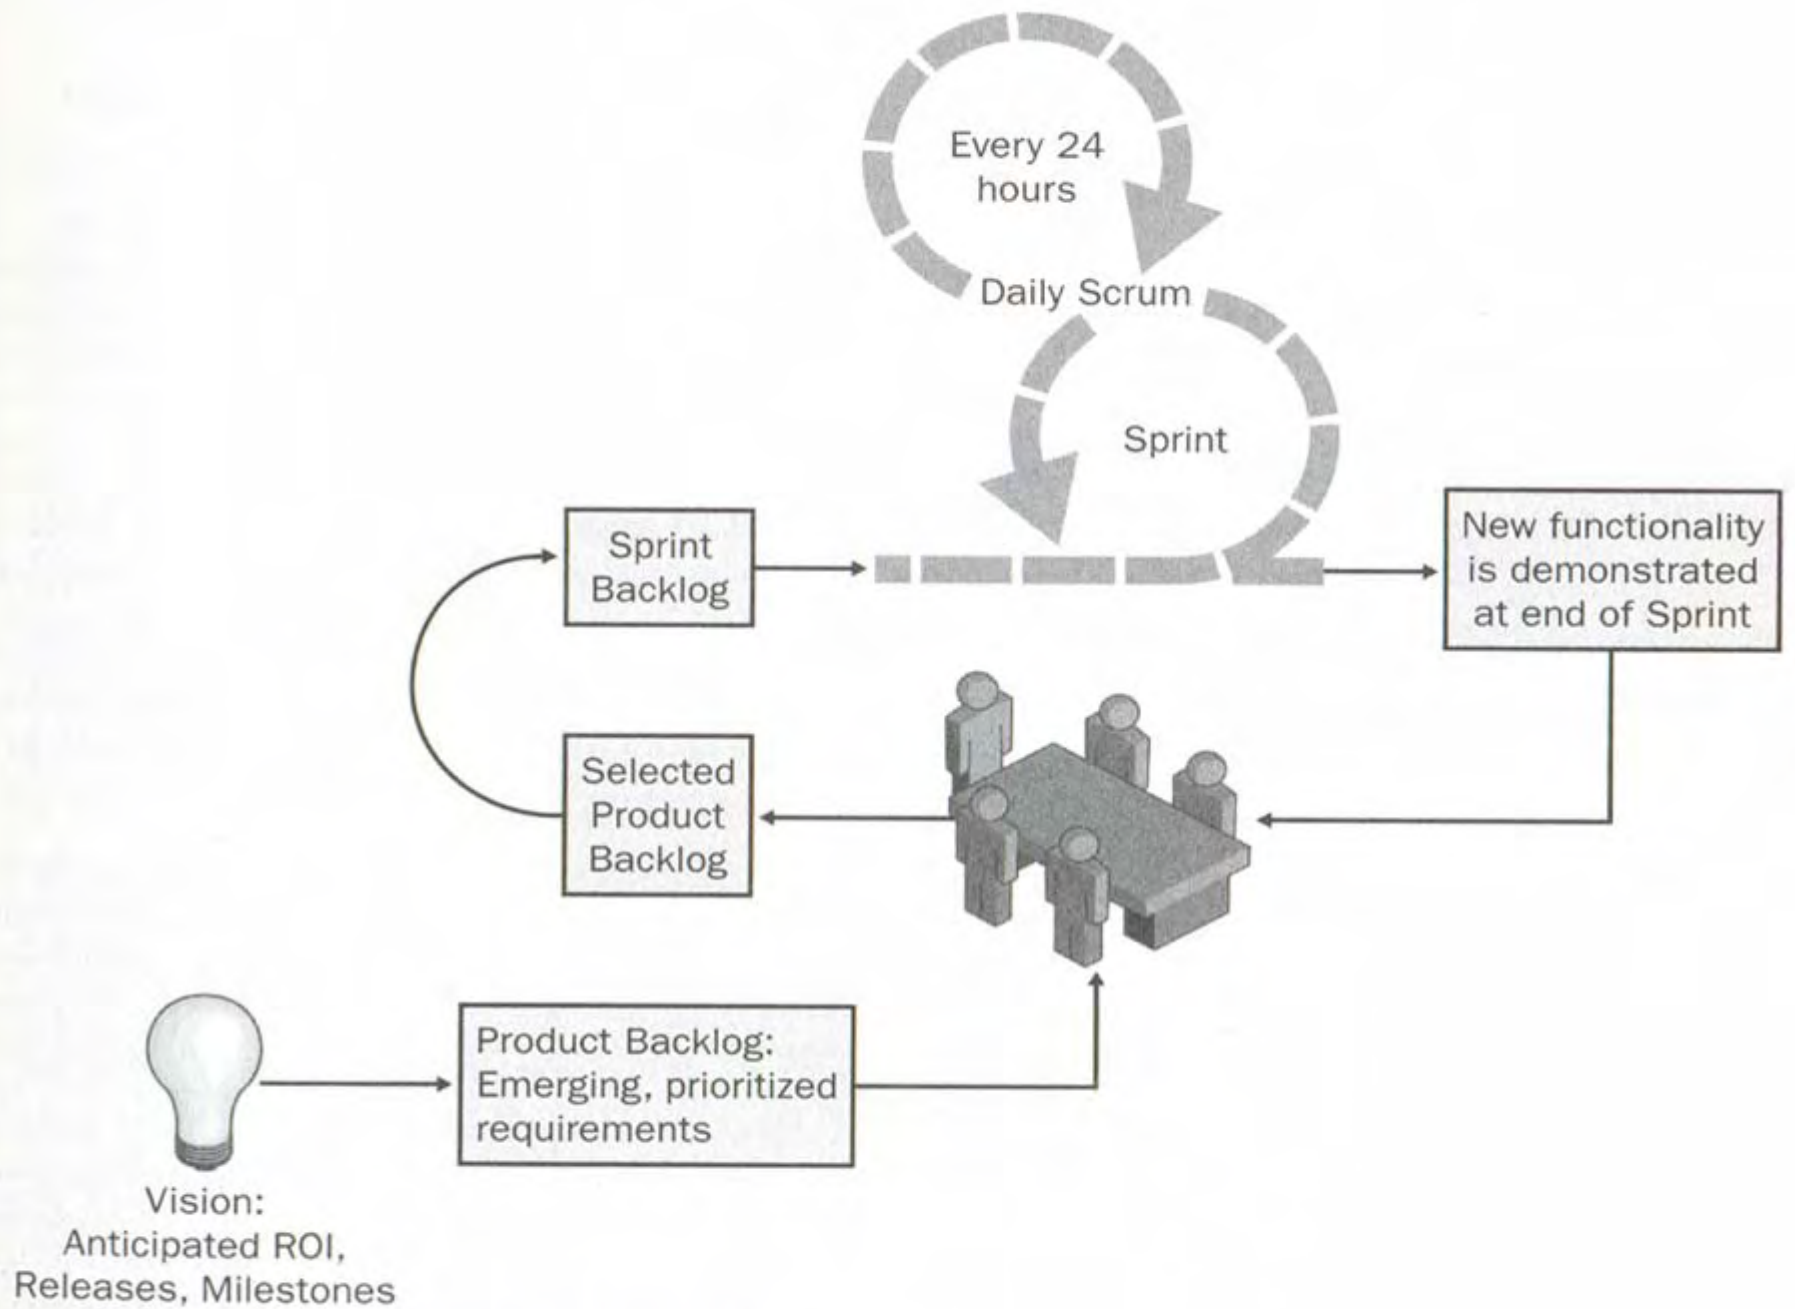 Every 24
hours
Daily Scrum
Sprint
Sprint
Backlog
New functionality
is demonstrated
at end of Sprint
Selected
Product
Backlog
Product Backlog:
Emerging, prioritized
requirements
Vision:
Anticipated ROI,
Releases, Milestones